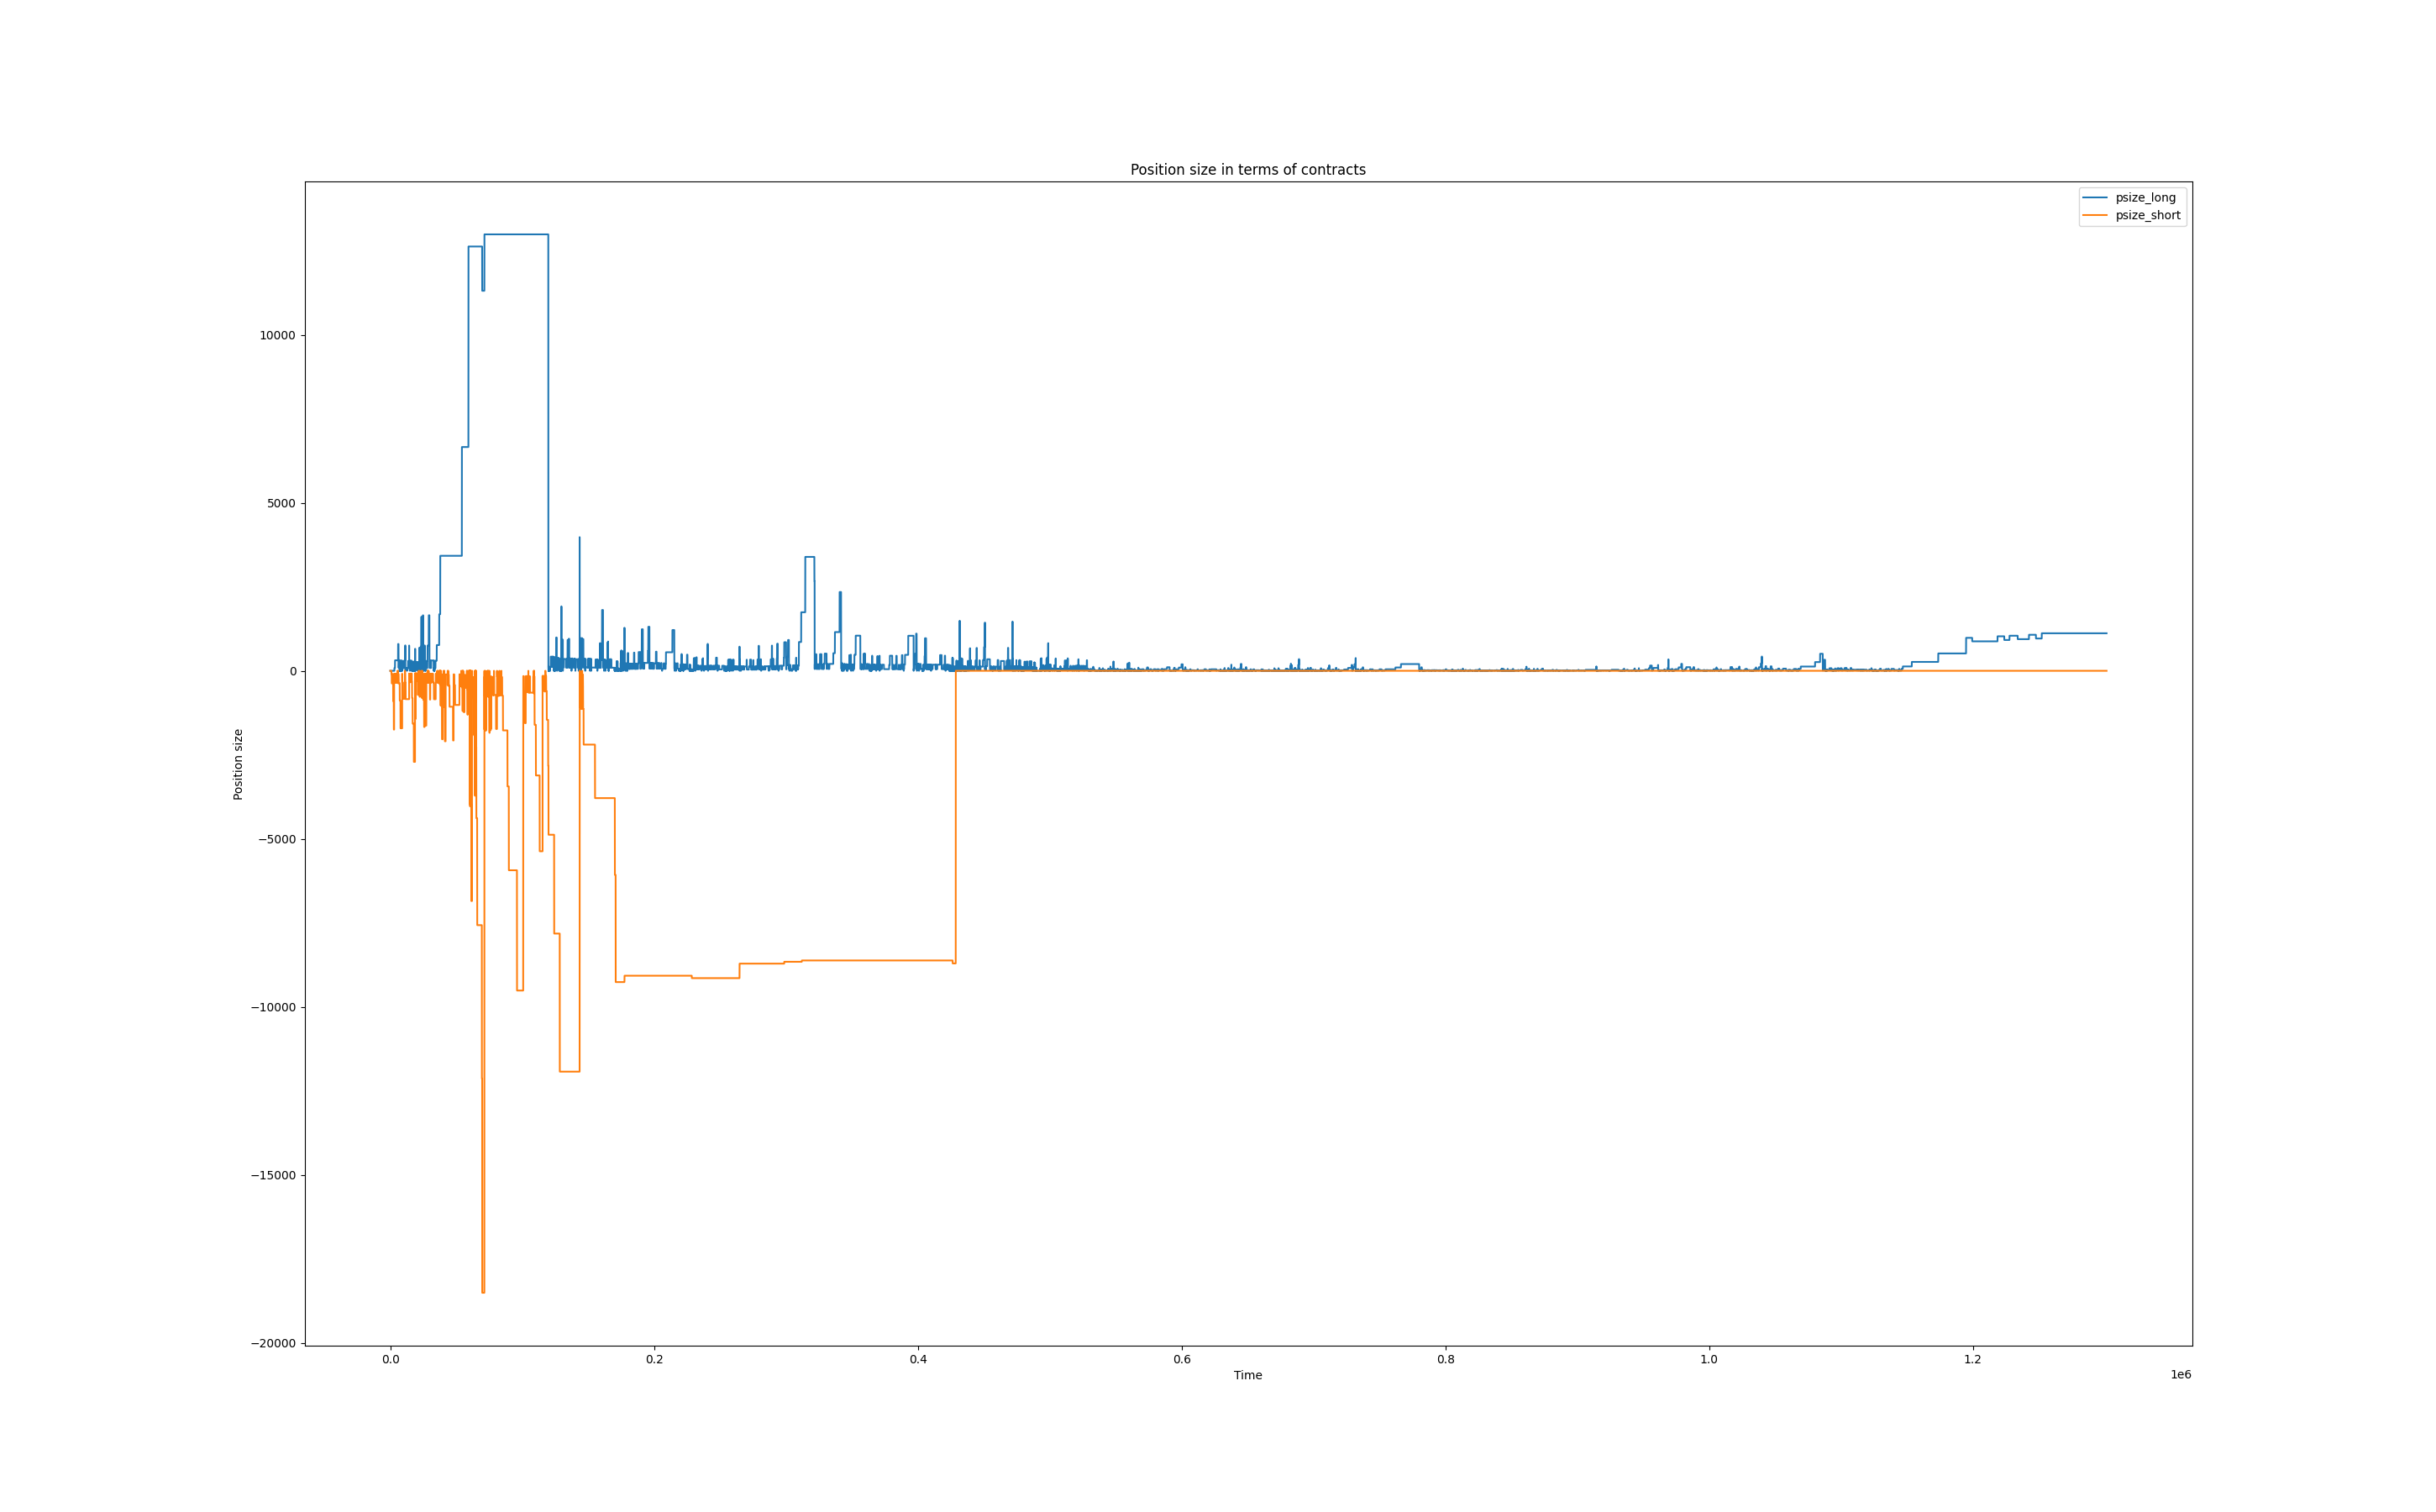 Position size in terms of contracts
psize_long
psize_short
10000
5000
0
−5000
−10000
−15000
−20000
Position size
0.0 0.2 0.4 0.6 0.8 1.0 1.2
Time
1e6